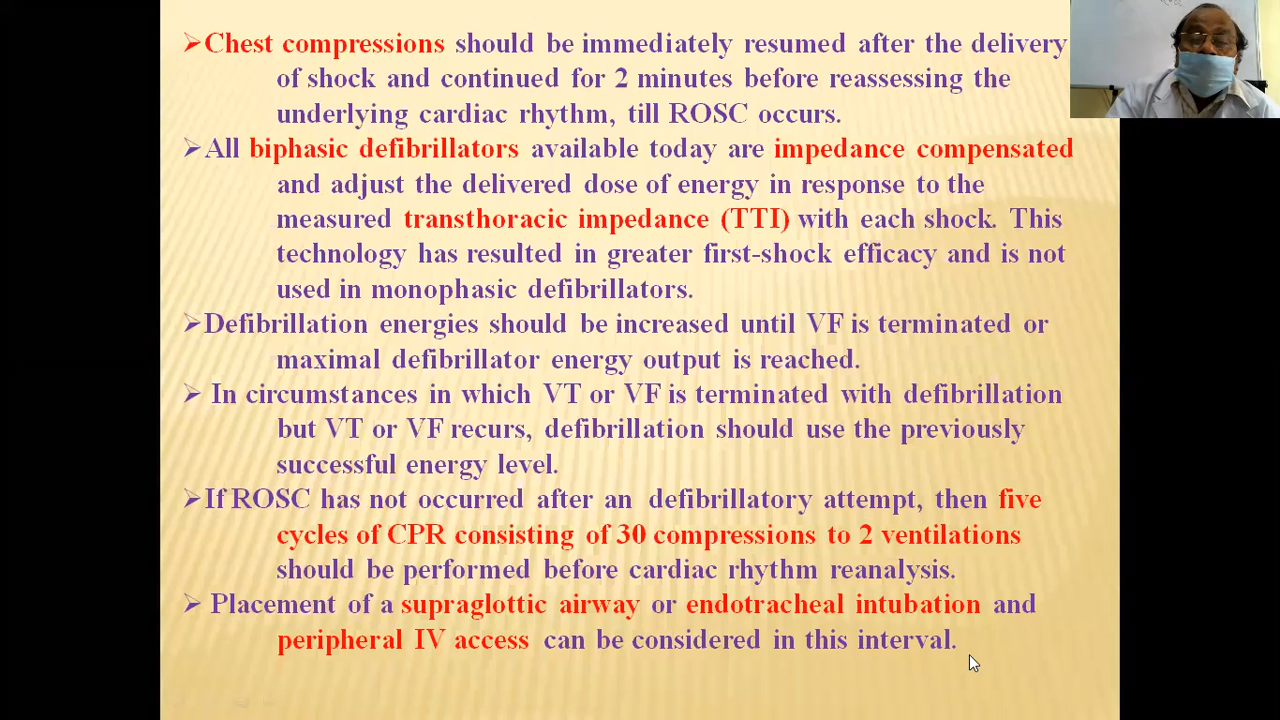 Chest compressions should be immediately resumed after the delivery
of shock and continued for 2 minutes before reassessing the
underlying cardiac rhythm, till ROSC occurs.
All biphasic defibrillators available today are impedance compensated
and adjust the delivered dose of energy in response to the
measured transthoracic impedance (TTI) with each shock. This
technology has resulted in greater first-shock efficacy and is not
used in monophasic defibrillators.
Defibrillation energies should be increased until VF is terminated or
maximal defibrillator energy output is reached.
In circumstances in which VT or VF is terminated with defibrillation
but VT or VF recurs, defibrillation should use the previously
successful energy level.
If ROSC has not occurred after an defibrillatory attempt, then five
cycles of CPR consisting of 30 compressions to 2 ventilations
should be performed before cardiac rhythm reanalysis.
Placement of a supraglottic airway or endotracheal intubation and
peripheral IV access can be considered in this interval.